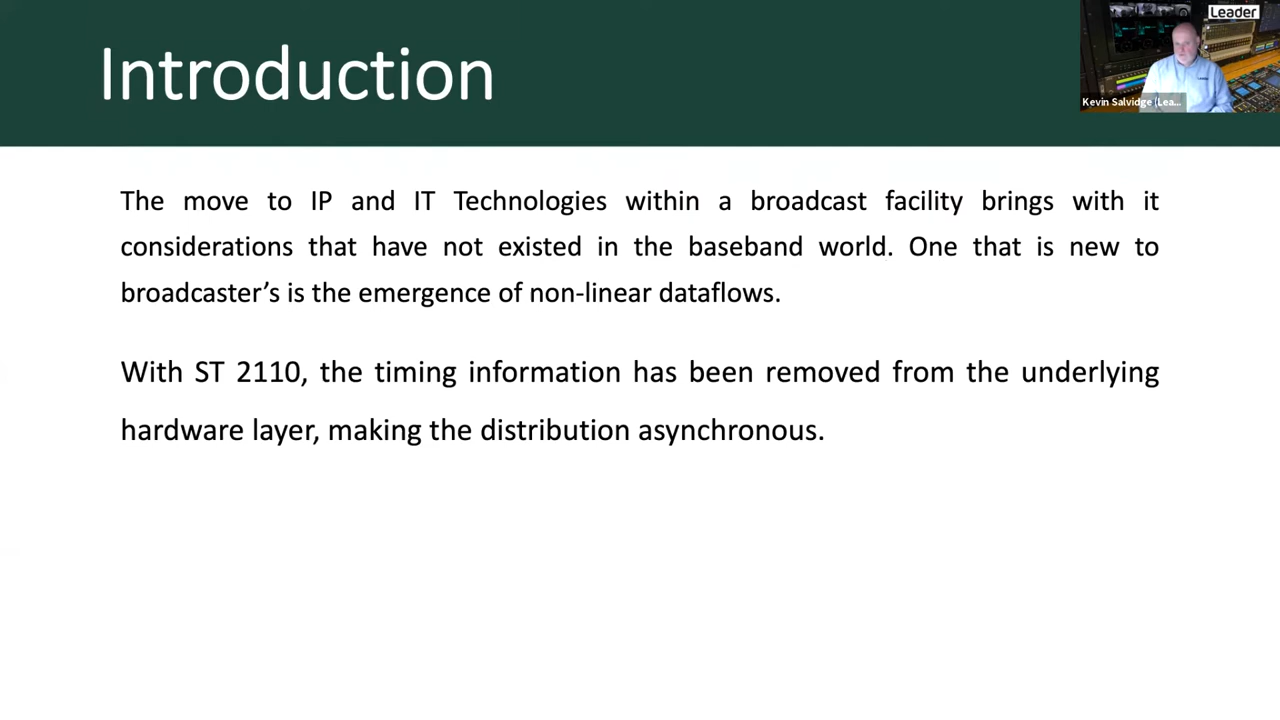 Introduction
Leader
Kevin Salvidge (Lea...
The move to IP and IT Technologies within a broadcast facility brings with it
considerations that have not existed in the baseband world. One that is new to
broadcaster’s is the emergence of non-linear dataflows.
With ST 2110, the timing information has been removed from the underlying
hardware layer, making the distribution asynchronous.